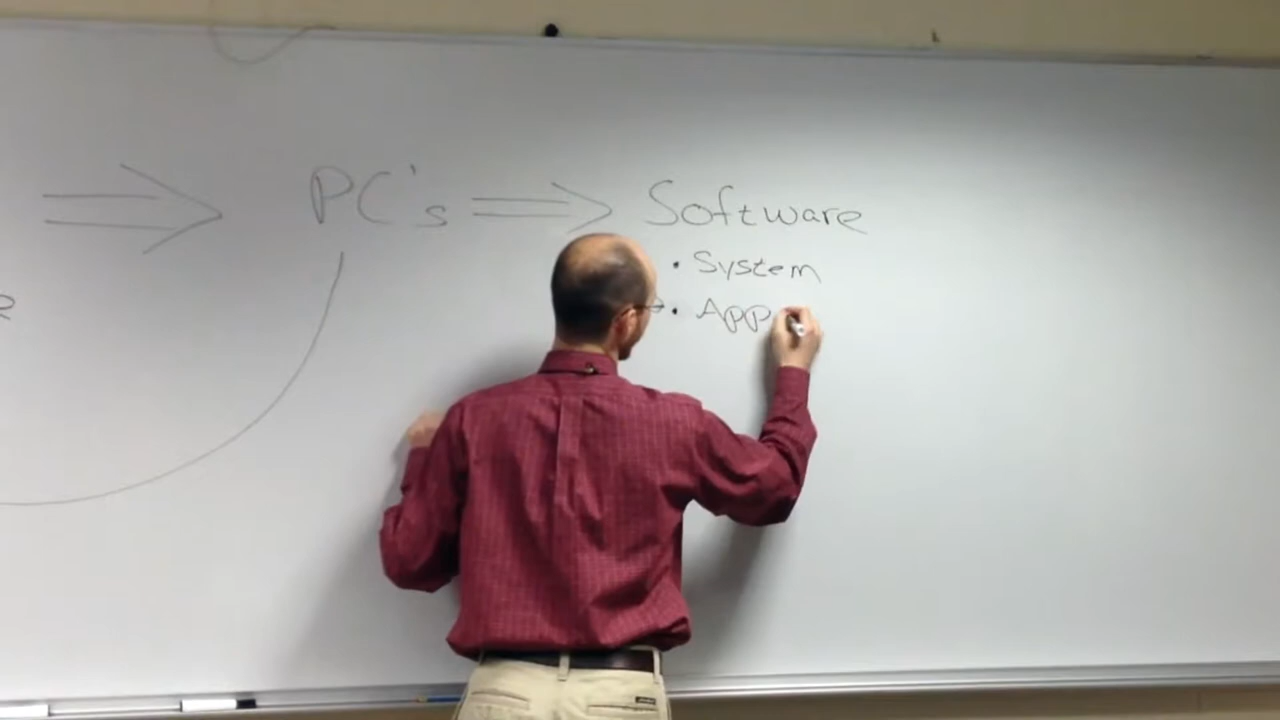 PC's ⇒ Software
• System
• App